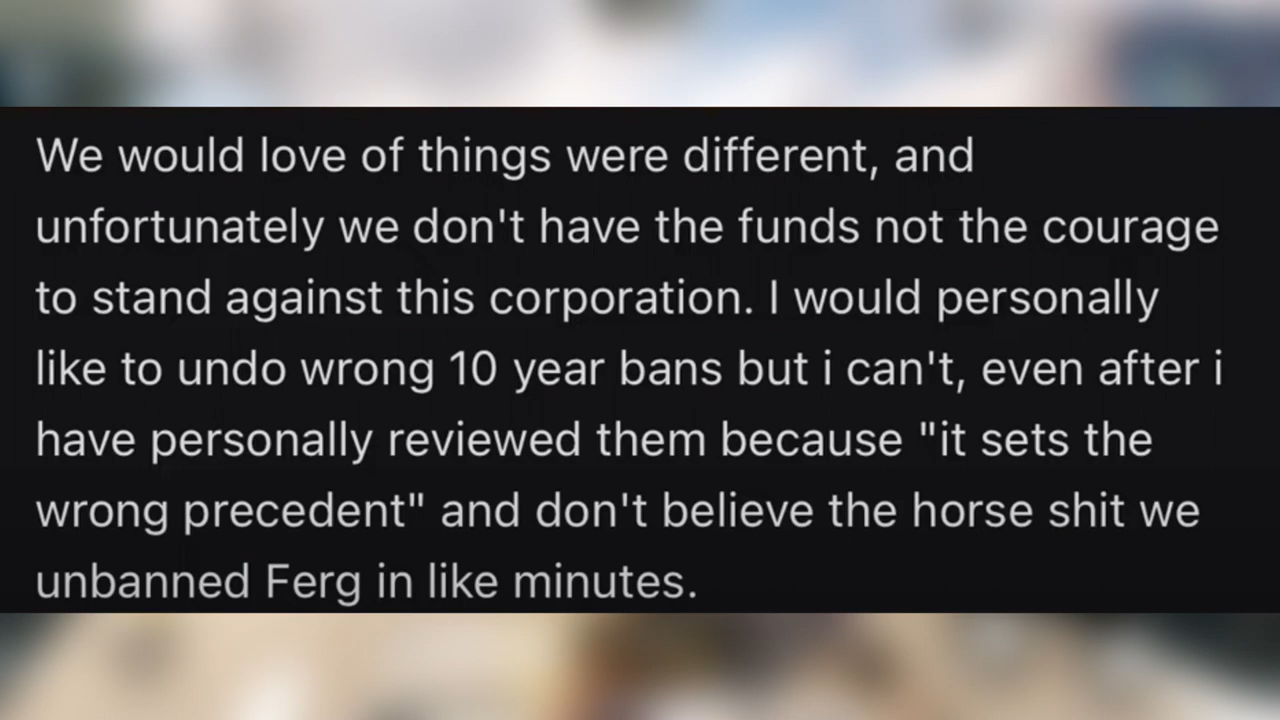 We would love of things were different, and
unfortunately we don't have the funds not the courage
to stand against this corporation. I would personally
like to undo wrong 10 year bans but i can't, even after i
have personally reviewed them because "it sets the
wrong precedent" and don't believe the horse shit we
unbanned Ferg in like minutes.